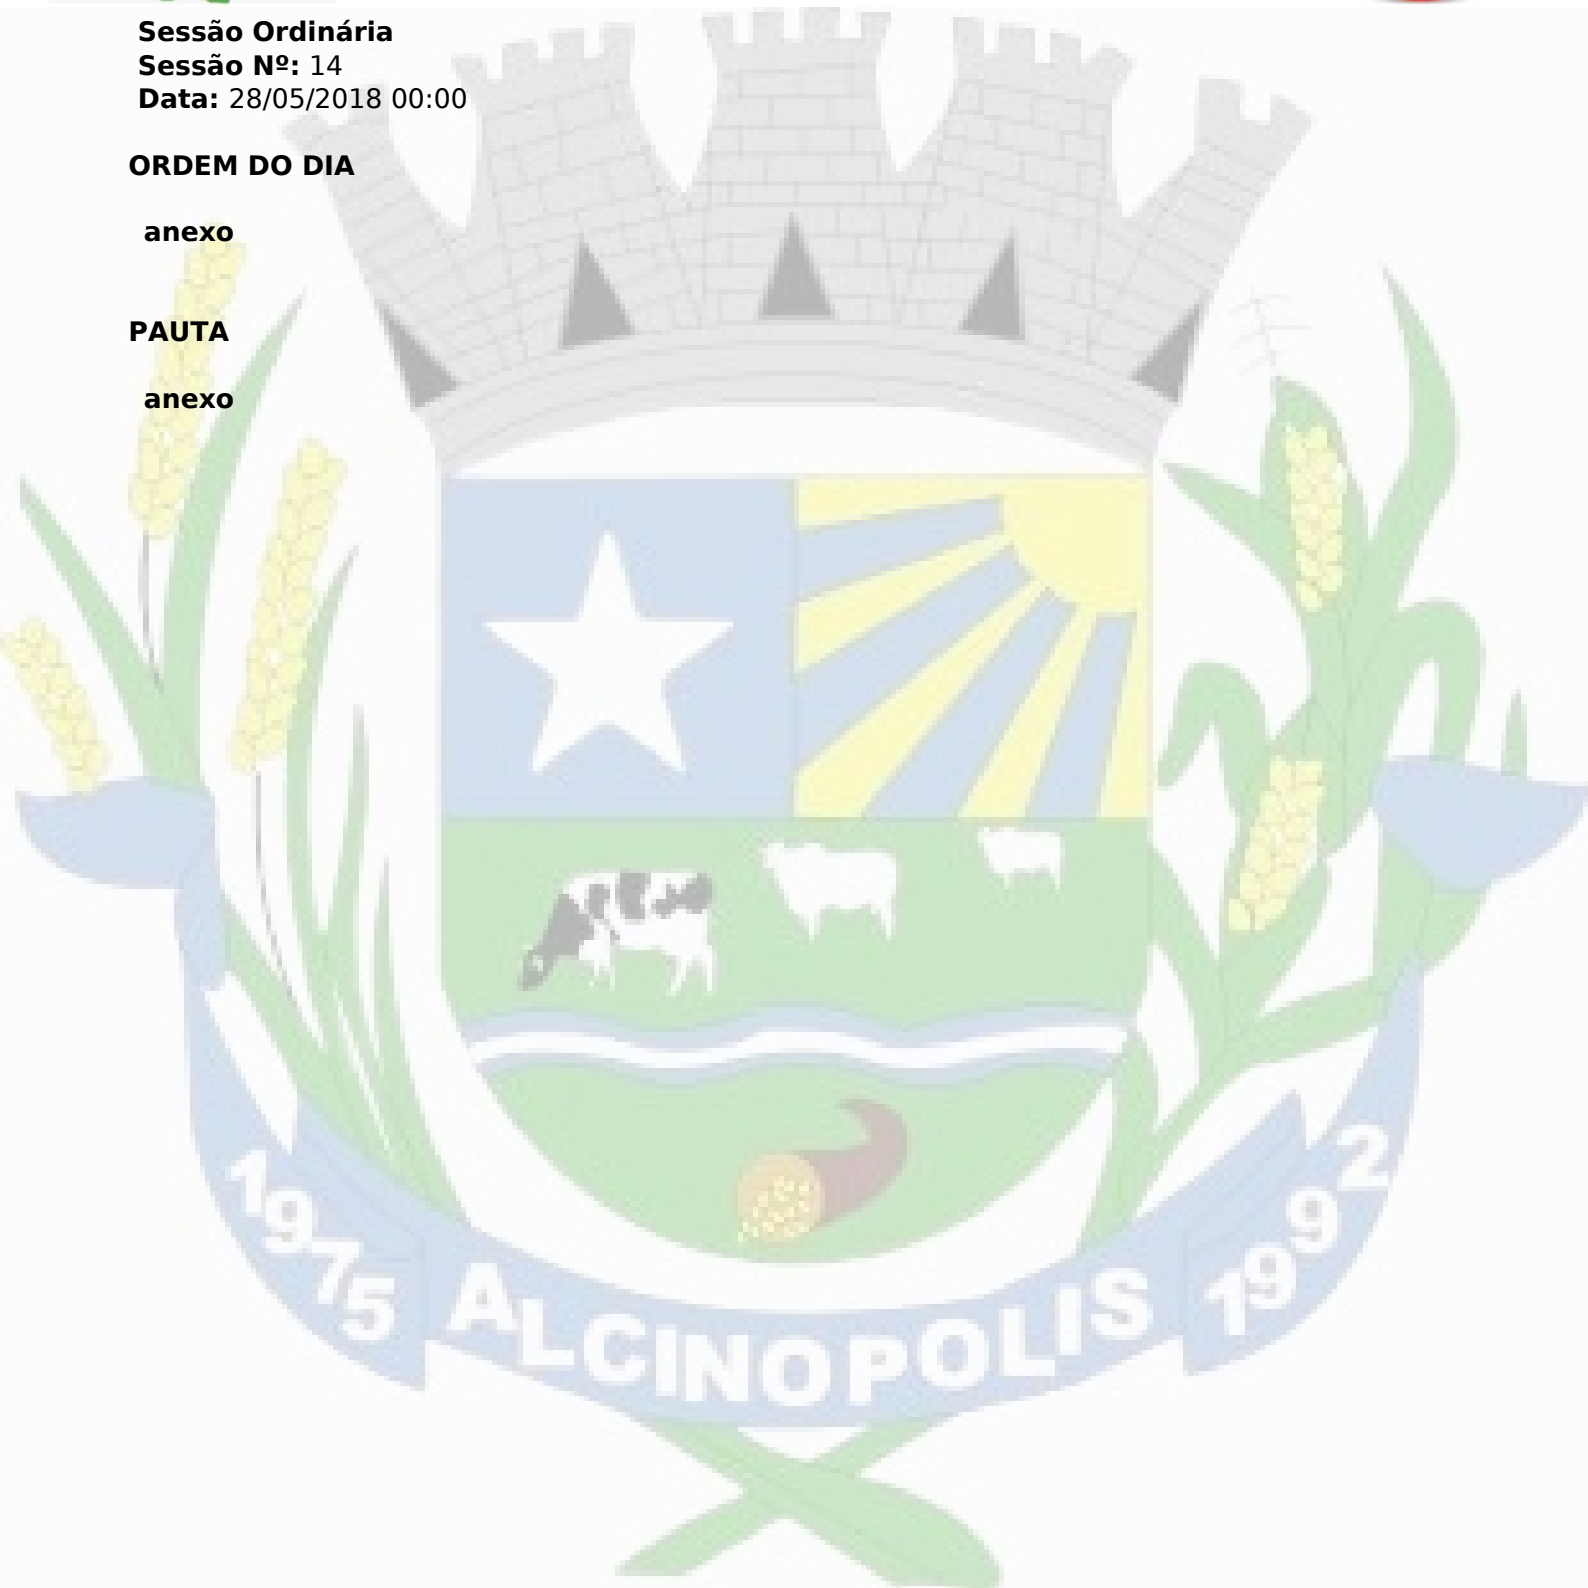 Sessão Ordinária
Sessão Nº: 14
Data: 28/05/2018 00:00
ORDEM DO DIA
anexo
PAUTA
anexo
1975 ALCINOPOLIS 1992